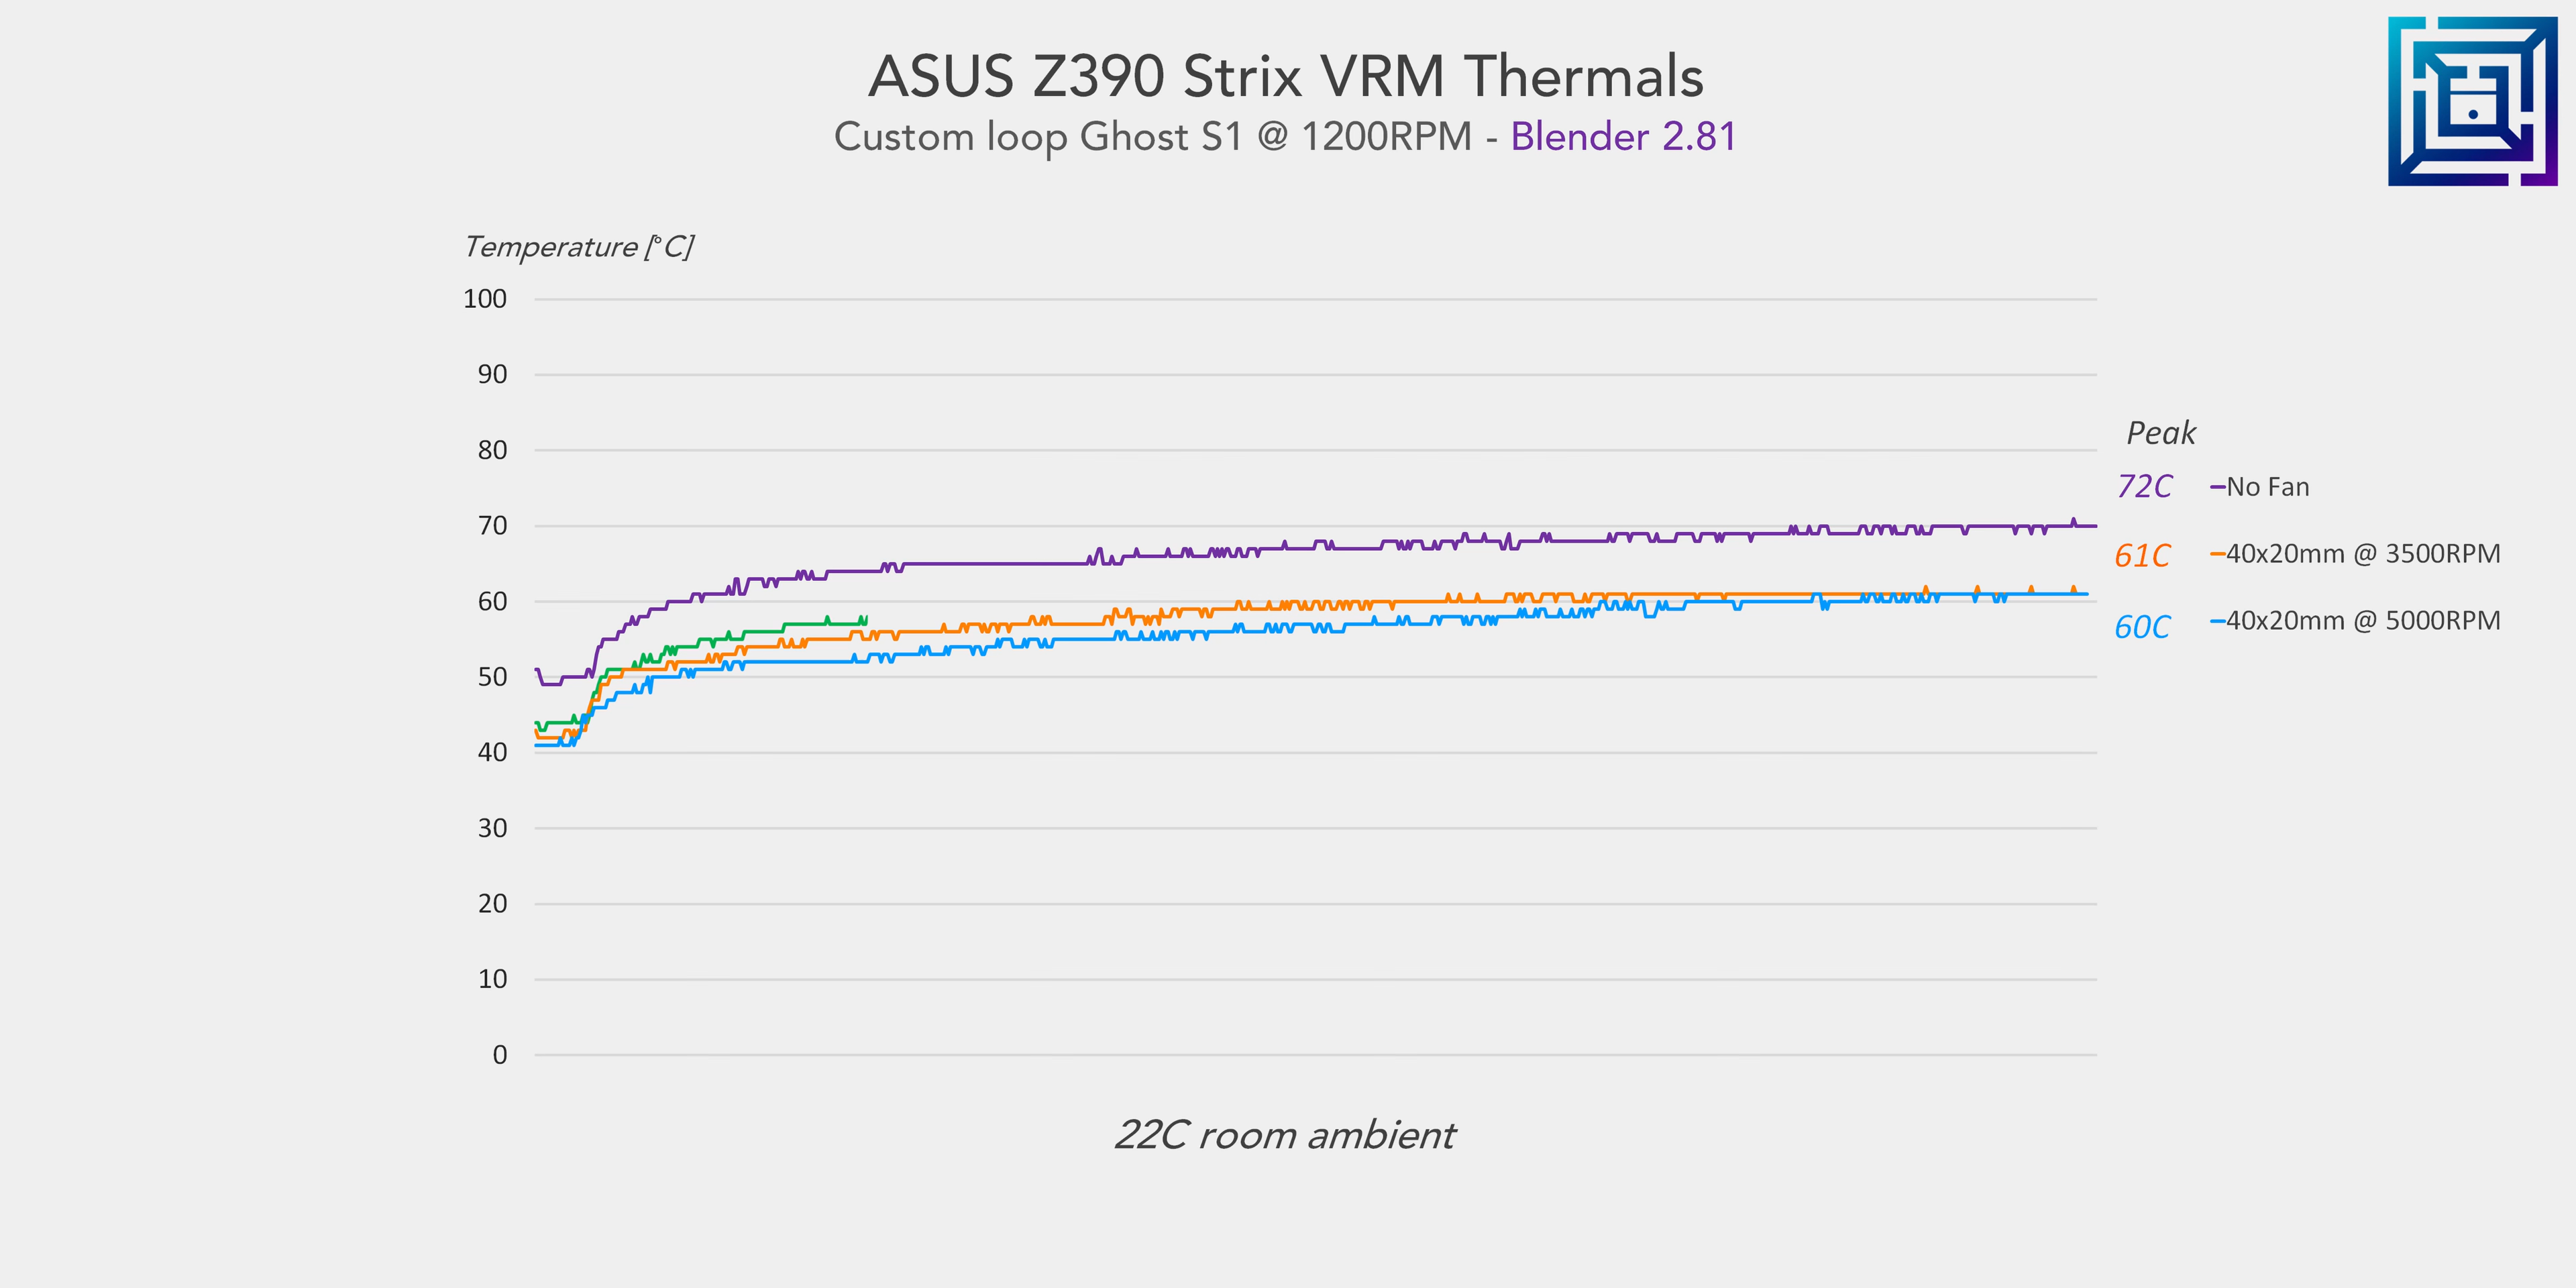 ASUS Z390 Strix VRM Thermals
Custom loop Ghost S1 @ 1200RPM - Blender 2.81
Temperature [°C]
100
90
80
70
60
50
40
30
20
10
0
Peak
72C No Fan
61C 40x20mm @ 3500RPM
60C 40x20mm @ 5000RPM
22C room ambient